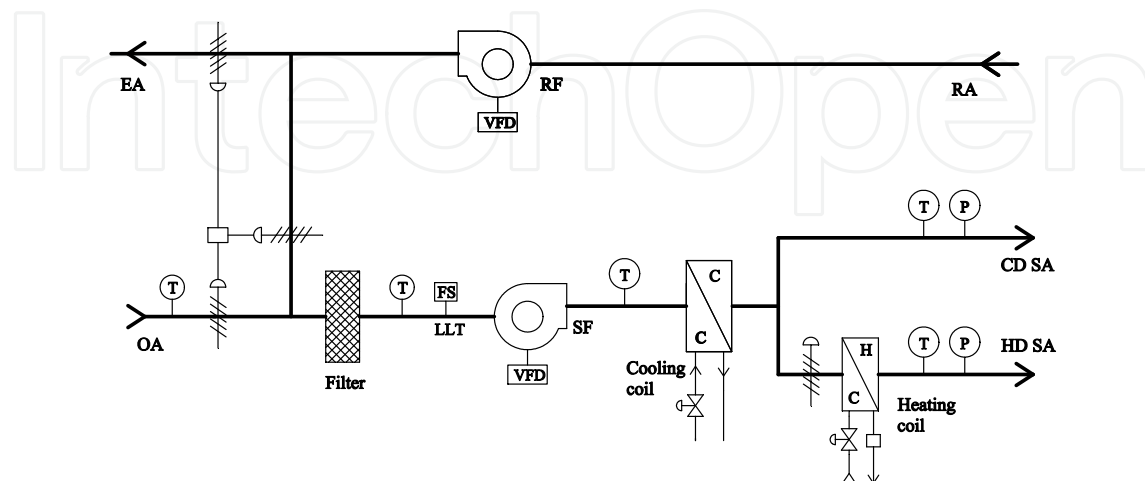 IntechOpen
EA
RF
RA
VFD
T
P
CD SA
T
OA
Filter
T
FS
LLT
SF
VFD
T
C
C
Cooling
coil
T
P
HD SA
H
C
Heating
coil